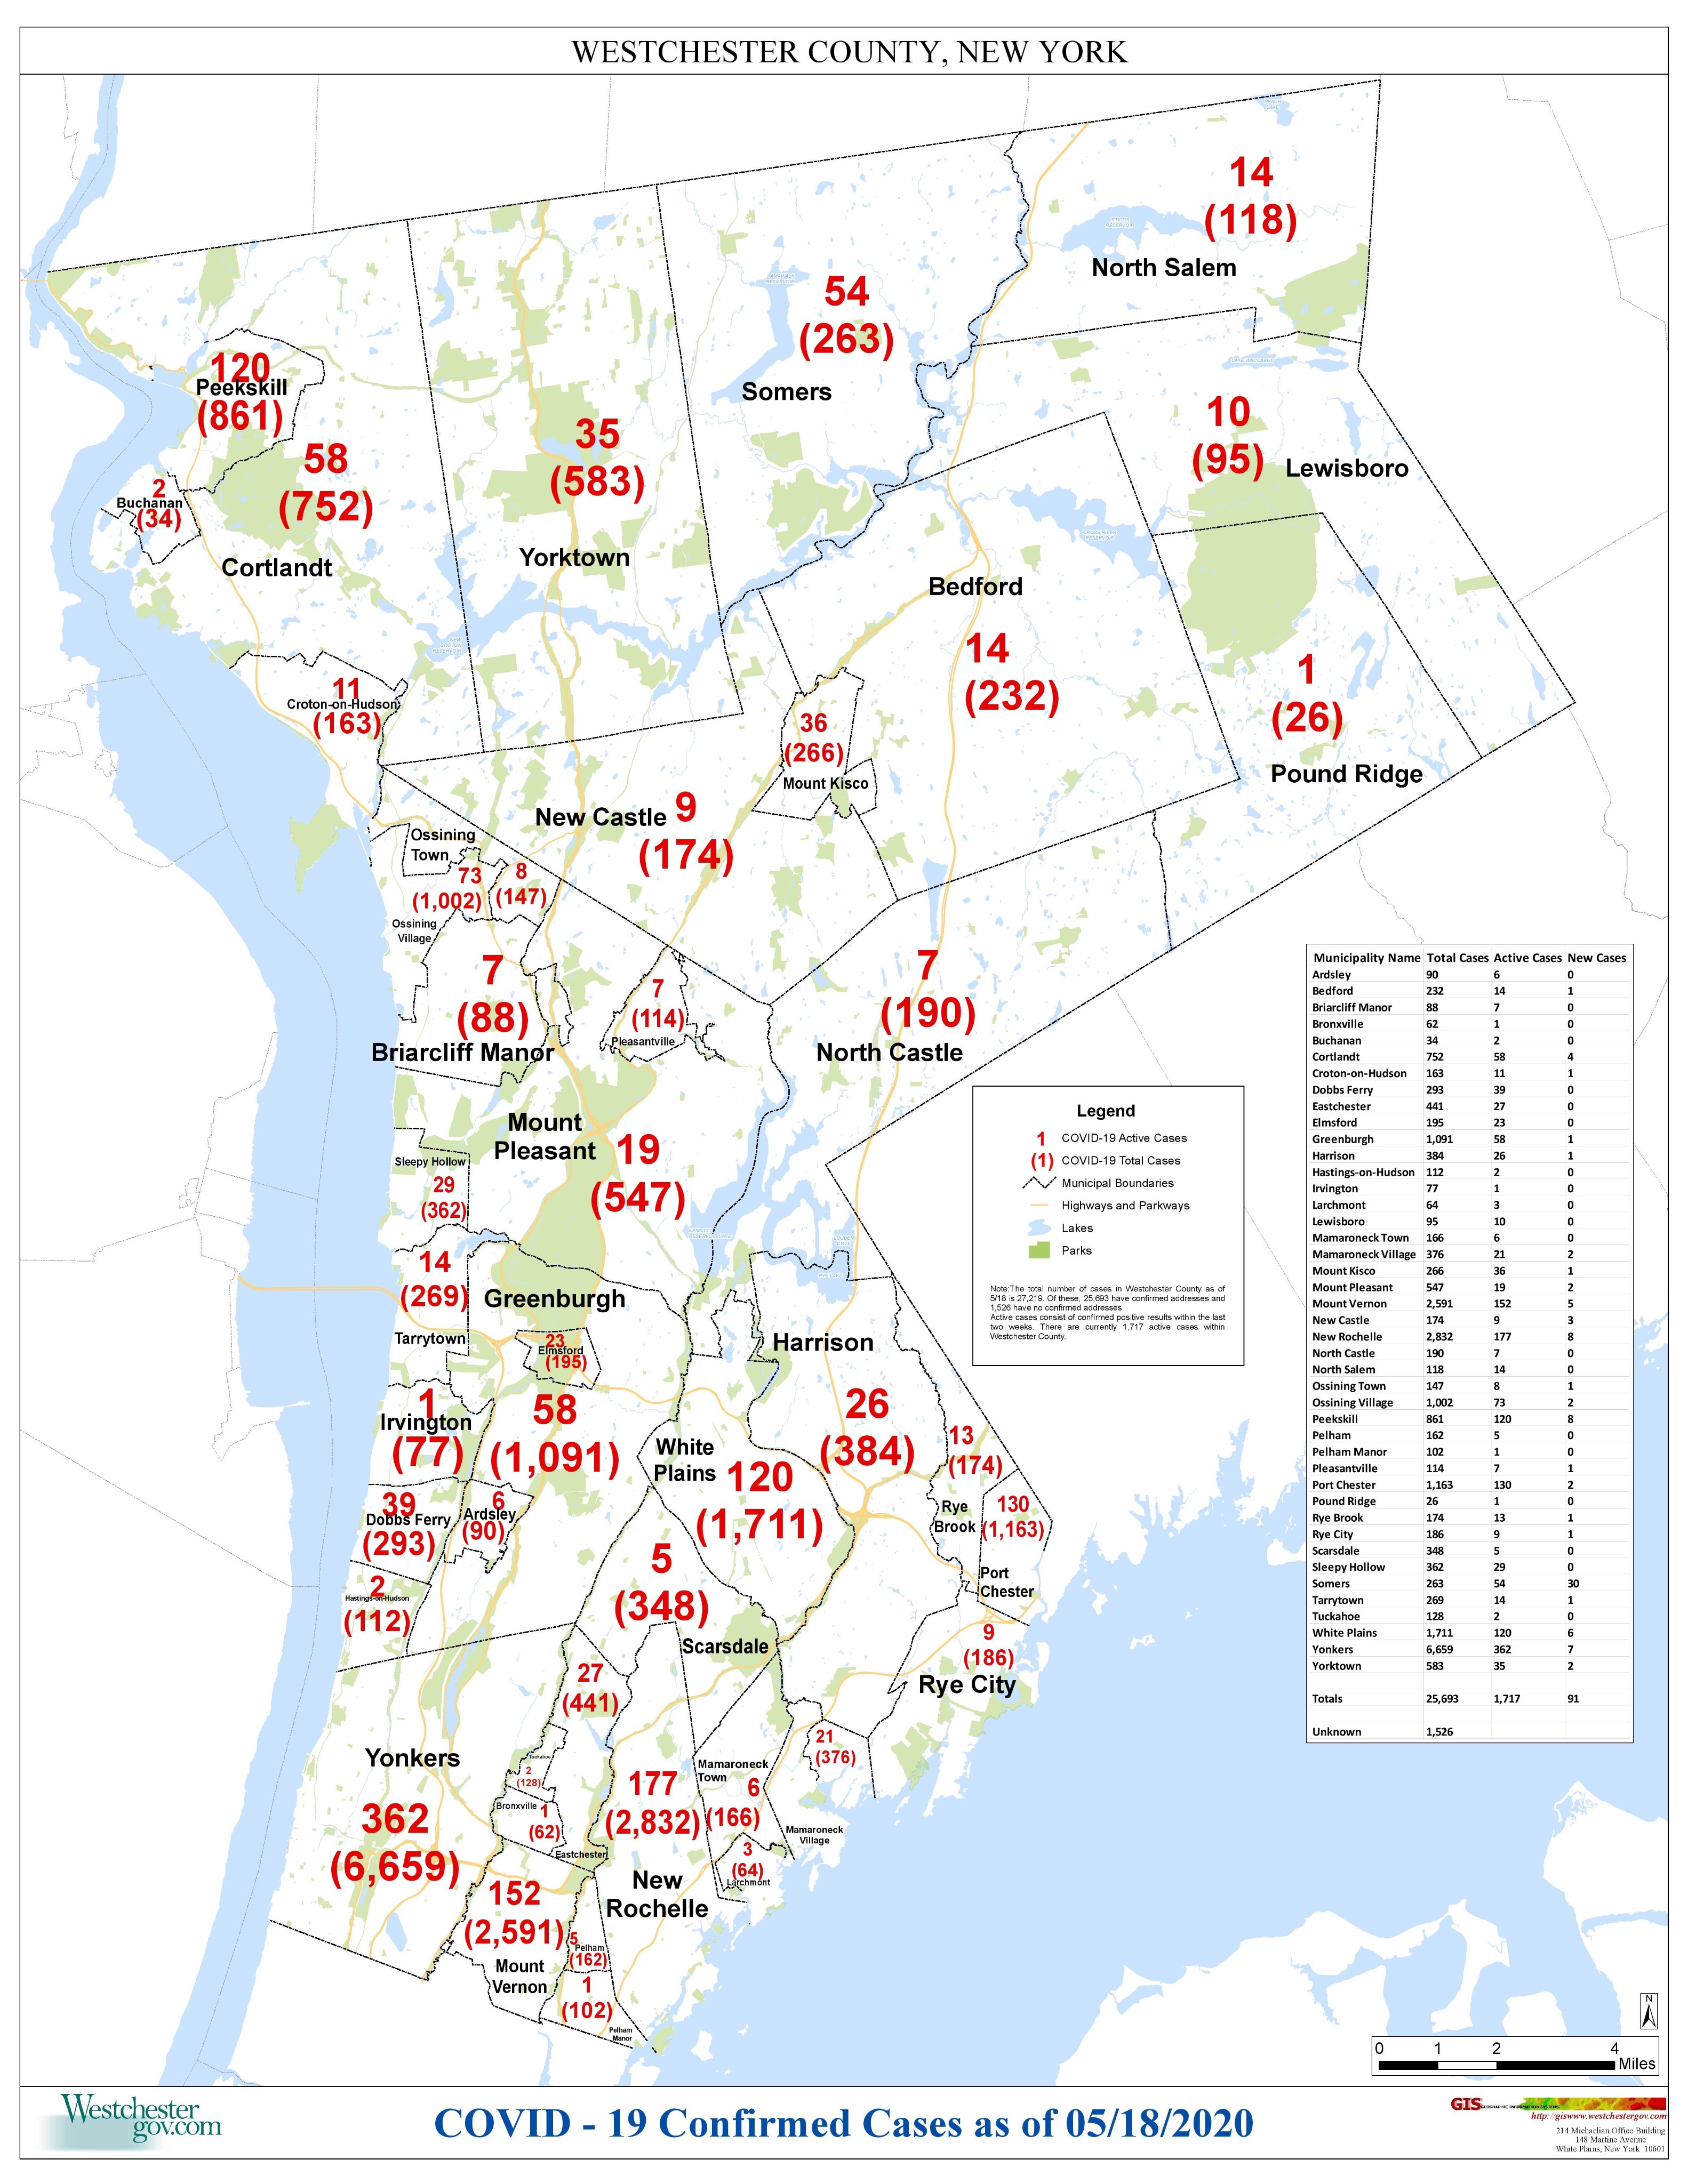 WESTCHESTER COUNTY, NEW YORK
14
(118)
North Salem
54
(263)
Somers
120
Peekskill
(861)
58
(752)
Cortlandt
2
Buchanan
(34)
35
(583)
Yorktown
10
(95)
Lewisboro
Bedford
14
(232)
1
(26)
Pound Ridge
11
Croton-on-Hudson
(163)
36
(266)
Mount Kisco
New Castle 9
(174)
Ossining
Town
73
(1,002)
8
(147)
Ossining
Village
7
(88)
Briarcliff Manor
7
(114)
Pleasantville
7
(190)
North Castle
Mount
Pleasant
19
(547)
Sleepy Hollow
29
(362)
14
(269)
Tarrytown
Greenburgh
23
Elmsford
(195)
58
(1,091)
1
Irvington
(77)
39
Dobbs Ferry
(293)
6
Ardsley
(90)
2
Hastings-on-Hudson
(112)
Harrison
26
(384)
White
Plains
120
(1,711)
13
(174)
Rye
Brook
130
(1,163)
Port
Chester
5
(348)
Scarsdale
9
(186)
Rye City
27
(441)
Tuckahoe
2
(128)
Bronxville 1
(62)
Eastchester
Yonkers
362
(6,659)
177
(2,832)
New
Rochelle
Mamaroneck
Town
6
(166)
21
(376)
Mamaroneck
Village
3
(64)
Larchmont
152
(2,591)
Mount
Vernon
5
Pelham
(162)
1
(102)
Pelham
Manor
Legend
1 COVID-19 Active Cases
(1) COVID-19 Total Cases
Municipal Boundaries
Highways and Parkways
Lakes
Parks
Note:The total number of cases in Westchester County as of
5/18 is 27,219. Of these, 25,693 have confirmed addresses and
1,526 have no confirmed addresses.
Active cases consist of confirmed positive results within the last
two weeks. There are currently 1,717 active cases within
Westchester County.
Municipality Name Total Cases Active Cases New Cases
Ardsley 90 6 0
Bedford 232 14 1
Briarcliff Manor 88 7 0
Bronxville 62 1 0
Buchanan 34 2 0
Cortlandt 752 58 4
Croton-on-Hudson 163 11 1
Dobbs Ferry 293 39 0
Eastchester 441 27 0
Elmsford 195 23 0
Greenburgh 1,091 58 1
Harrison 384 26 1
Hastings-on-Hudson 112 2 0
Irvington 77 1 0
Larchmont 64 3 0
Lewisboro 95 10 0
Mamaroneck Town 166 6 0
Mamaroneck Village 376 21 2
Mount Kisco 266 36 1
Mount Pleasant 547 19 2
Mount Vernon 2,591 152 5
New Castle 174 9 3
New Rochelle 2,832 177 8
North Castle 190 7 0
North Salem 118 14 0
Ossining Town 147 8 1
Ossining Village 1,002 73 2
Peekskill 861 120 8
Pelham 162 5 0
Pelham Manor 102 1 0
Pleasantville 114 7 1
Port Chester 1,163 130 2
Pound Ridge 26 1 0
Rye Brook 174 13 1
Rye City 186 9 1
Scarsdale 348 5 0
Sleepy Hollow 362 29 0
Somers 263 54 30
Tarrytown 269 14 1
Tuckahoe 128 2 0
White Plains 1,711 120 6
Yonkers 6,659 362 7
Yorktown 583 35 2
Totals 25,693 1,717 91
Unknown 1,526
N
0 1 2 4
Miles
Westchester
gov.com
COVID - 19 Confirmed Cases as of 05/18/2020
GIS GEOGRAPHIC INFORMATION SYSTEMS
http://giswww.westchestergov.com
214 Michaelian Office Building
148 Martine Avenue
White Plains, New York 10601